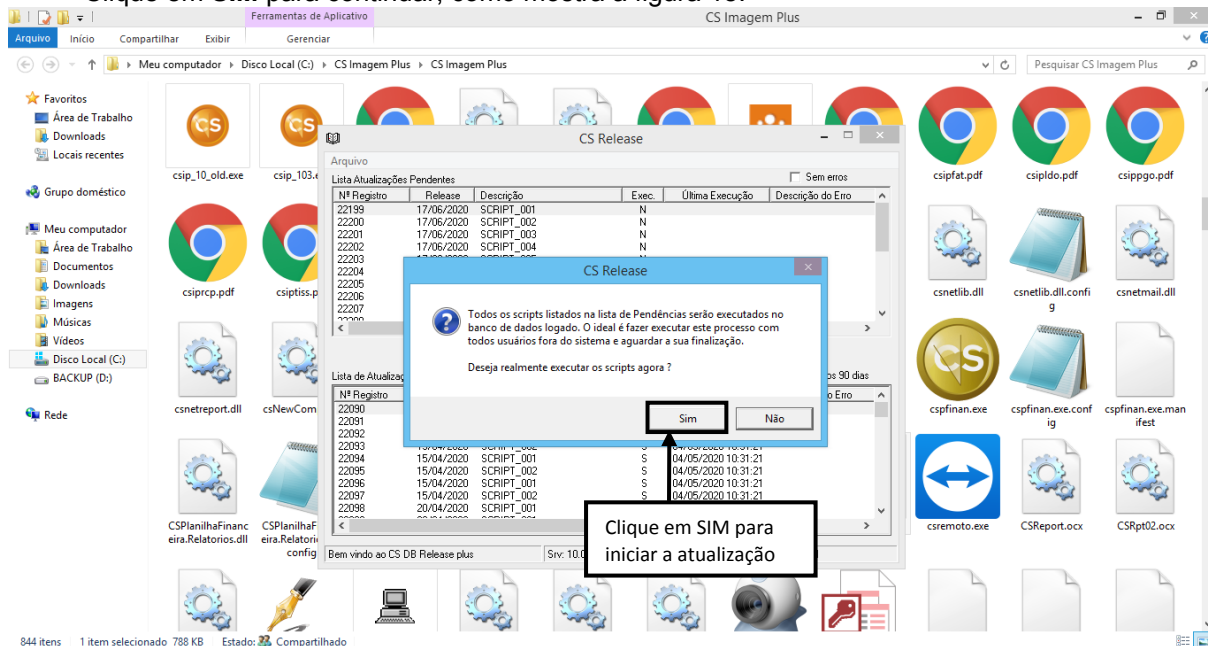 Ferramentas de Aplicativo
CS Imagem Plus
Arquivo
Início
Compartilhar
Exibir
Gerenciar
Meu computador
Disco Local (C:)
CS Imagem Plus
CS Imagem Plus
Pesquisar CS Imagem Plus
Favoritos
Área de Trabalho
Downloads
Locais recentes
Grupo doméstico
Meu computador
Área de Trabalho
Documentos
Downloads
Imagens
Músicas
Vídeos
Disco Local (C:)
BACKUP (D:)
Rede
csip_10_old.exe
csipfat.pdf
csipldo.pdf
csippgo.pdf
csiprcp.pdf
csnetlib.dll
csnetlib.dll.confi
g
csnetmail.dll
csnetreport.dll
cspfinan.exe
cspfinan.exe.conf
ig
cspfinan.exe.man
ifest
CSPlanilhaFinanc
eira.Relatorios.dll
config
csremoto.exe
CSReport.ocx
CSRpt02.ocx
CS Release
Arquivo
Lista Atualizações Pendentes
Sem erros
Nº Registro Release Descrição Exec. Última Execução Descrição do Erro
22199 17/06/2020 SCRIPT_001 N
22200 17/06/2020 SCRIPT_002 N
22201 17/06/2020 SCRIPT_003 N
22202 17/06/2020 SCRIPT_004 N
22203
22204
22205
22206
22207
CS Release
Todos os scripts listados na lista de Pendências serão executados no
banco de dados logado. O ideal é fazer executar este processo com
todos usuários fora do sistema e aguardar a sua finalização.
Deseja realmente executar os scripts agora ?
Sim
Não
90 dias
Nº Registro
22090
22091
22092
22093
22094 15/04/2020 SCRIPT_001 S 04/05/2020 10:31:21
22095 15/04/2020 SCRIPT_002 S 04/05/2020 10:31:21
22096 15/04/2020 SCRIPT_001 S 04/05/2020 10:31:21
22097 15/04/2020 SCRIPT_002 S 04/05/2020 10:31:21
22098 20/04/2020 SCRIPT_001
Bem vindo ao CS DB Release plus
Srv:
Clique em SIM para
iniciar a atualização
844 itens
1 item selecionado 788 KB
Estado:
Compartilhado